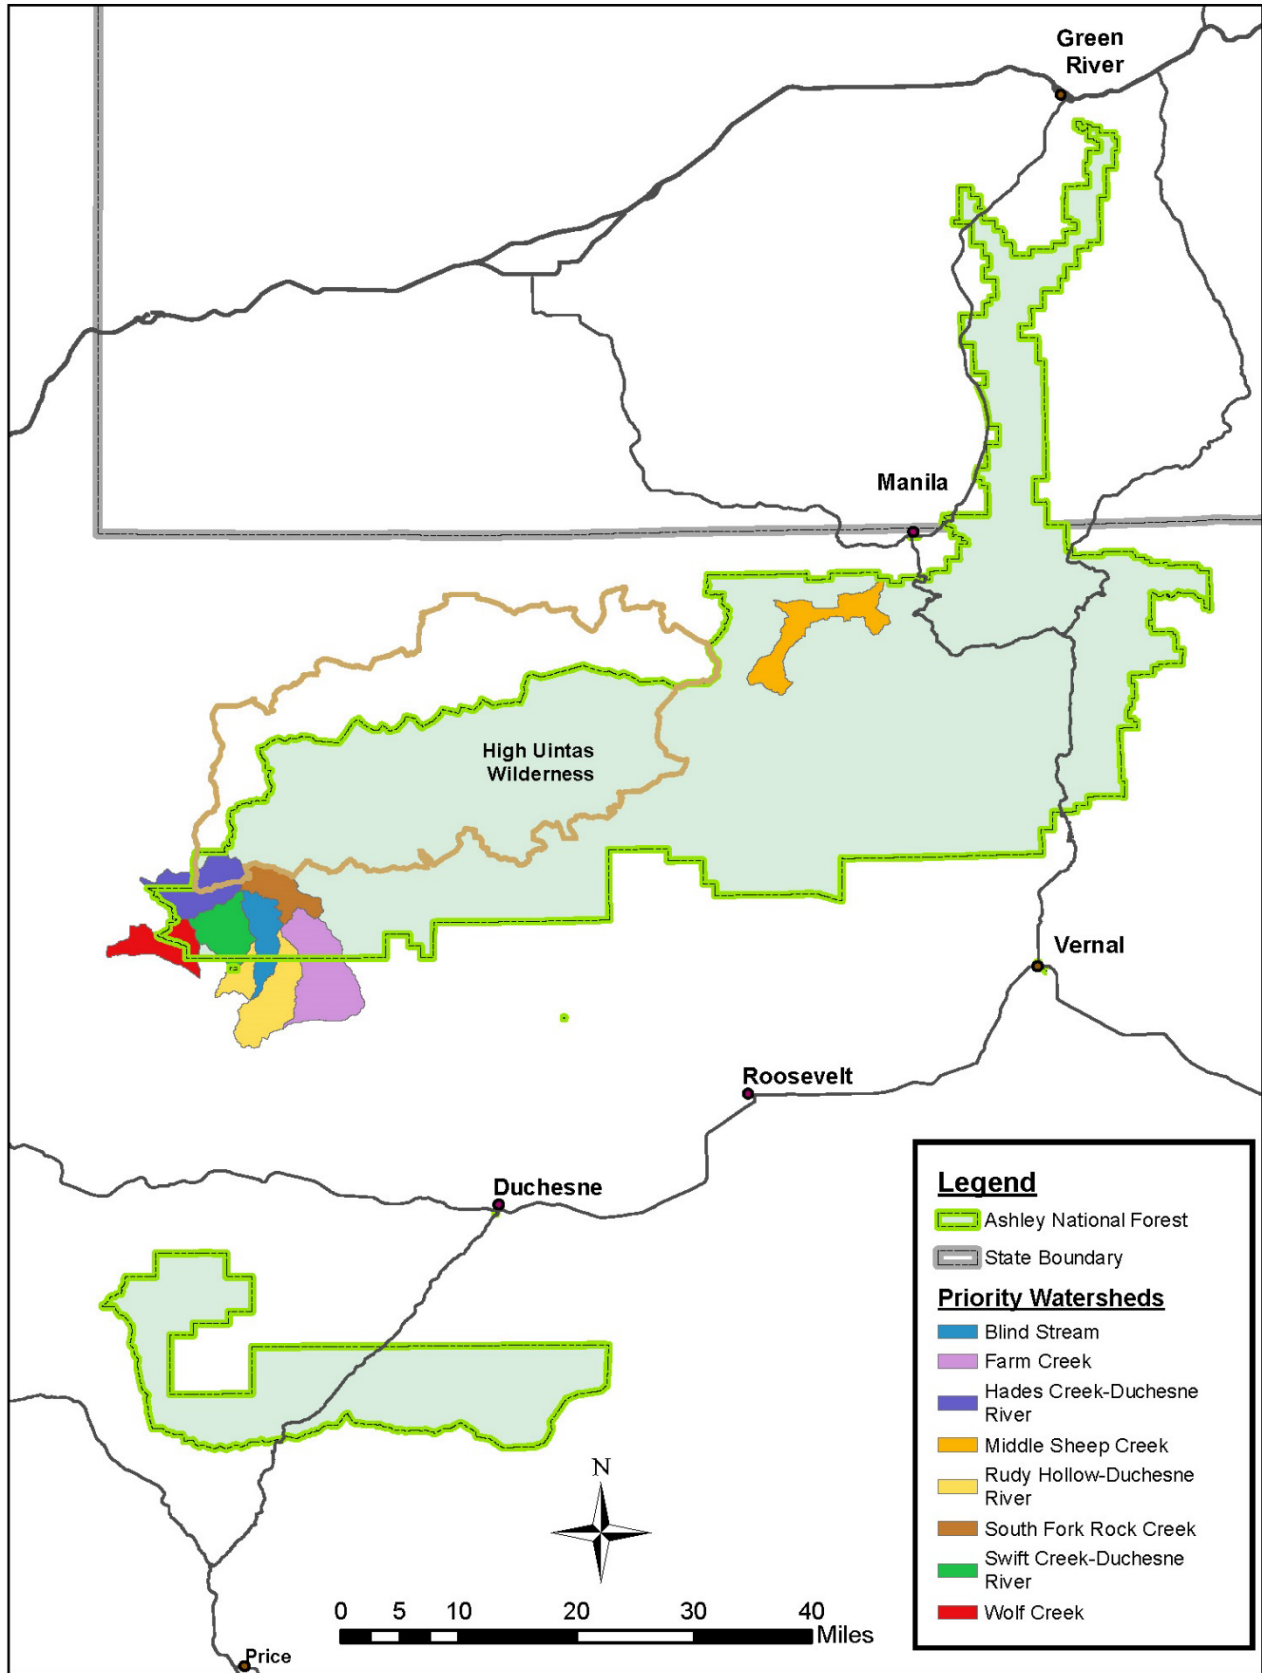 Green
River
Manila
High Uintas
Wilderness
Vernal
Roosevelt
Duchesne
Legend
Ashley National Forest
State Boundary
Priority Watersheds
Blind Stream
Farm Creek
Hades Creek-Duchesne
River
Middle Sheep Creek
Rudy Hollow-Duchesne
River
South Fork Rock Creek
Swift Creek-Duchesne
River
Wolf Creek
N
0 5 10 20 30 40
Miles
Price